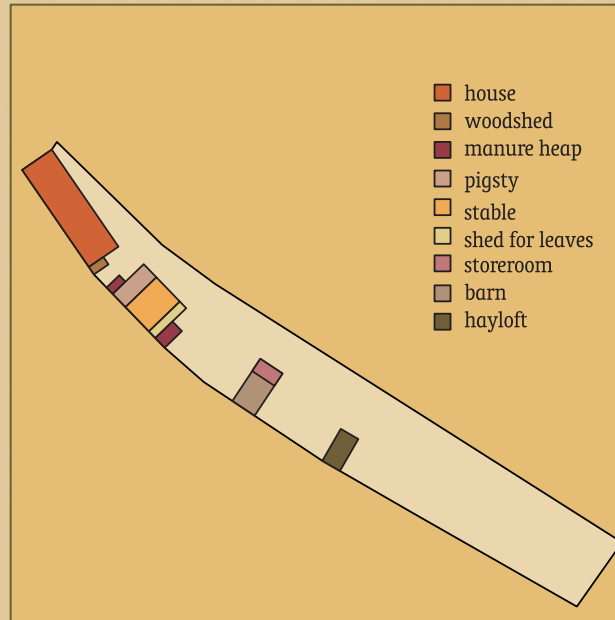 house
woodshed
manure heap
pigsty
stable
shed for leaves
storeroom
barn
hayloft